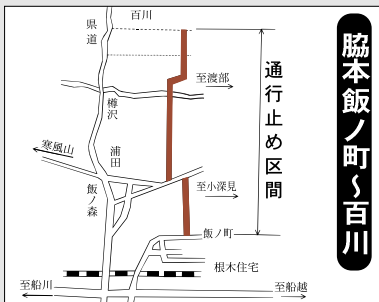 脇本飯ノ町～百川
百川
県道
至渡部
通行止め区間
樽沢
浦田
寒風山
飯ノ森
至小深見
飯ノ町
根木住宅
至船川
至船越